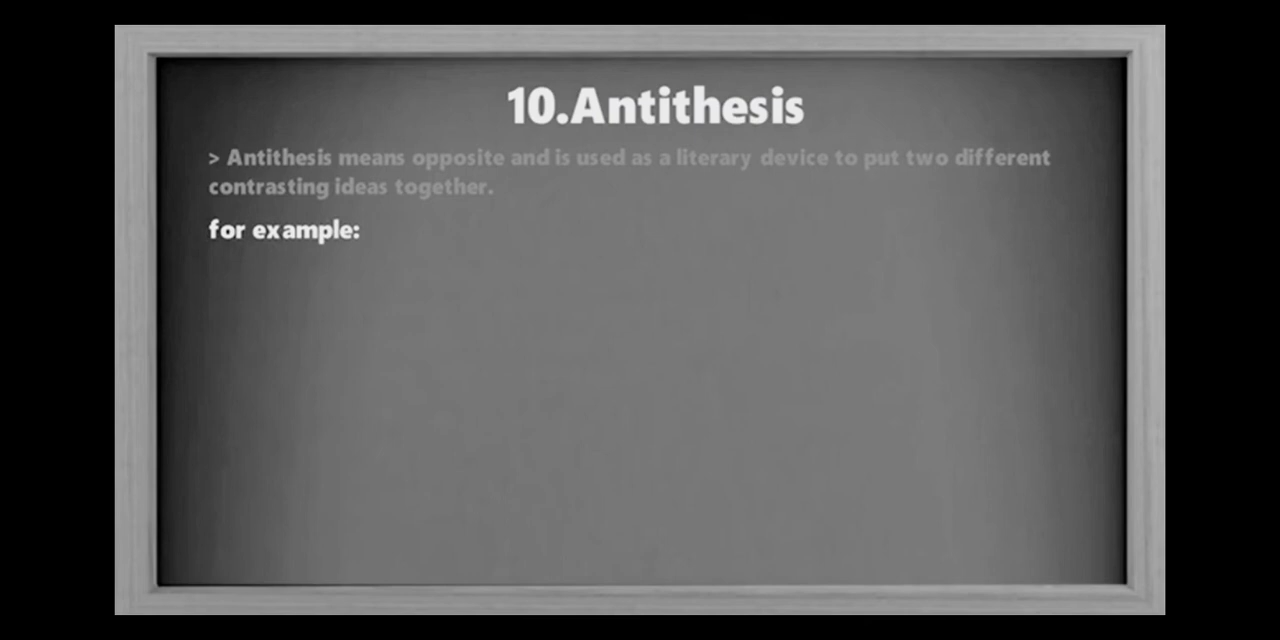 10.Antithesis
> Antithesis means opposite and is used as a literary device to put two different
contrasting ideas together.
for example: